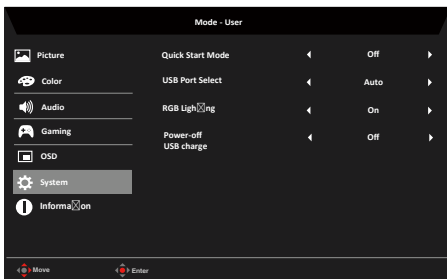 Mode - User
Picture
Quick Start Mode
Off
Color
USB Port Select
Auto
Audio
RGB Ligh☒ng
On
Gaming
Power-off
USB charge
Off
OSD
System
Informa☒on
Move
Enter